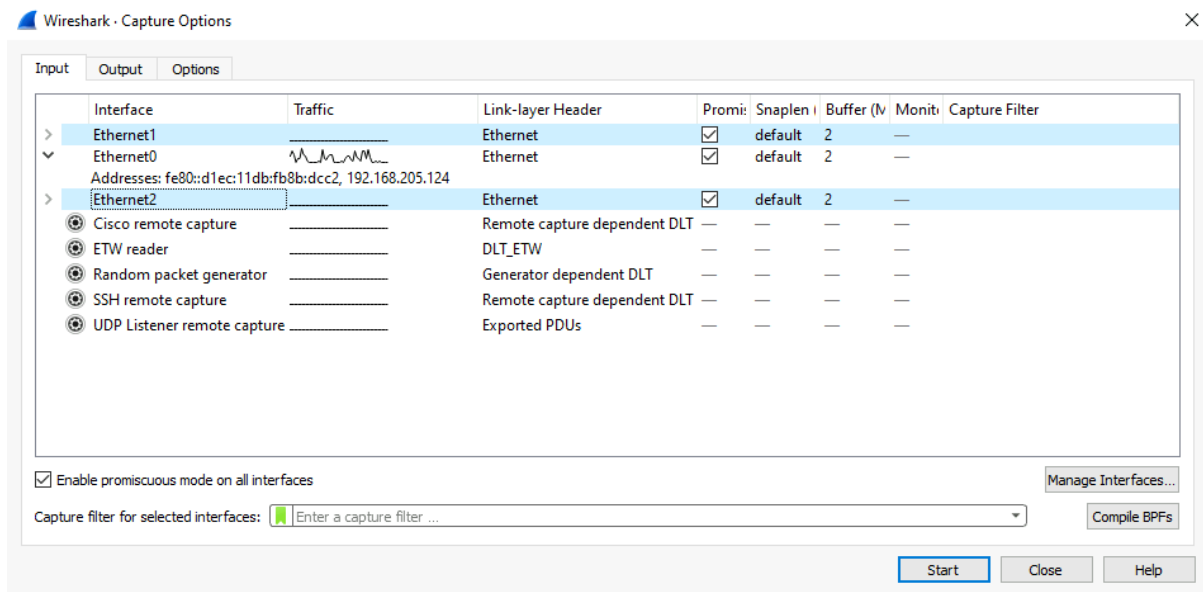 Wireshark · Capture Options
Input Output Options
Interface Traffic Link-layer Header Promi: Snaplen ( Buffer (M Monit( Capture Filter
Ethernet1 Ethernet default 2 —
Ethernet0 Ethernet default 2 —
Addresses: fe80::d1ec:11db:fb8b:dcc2, 192.168.205.124
Ethernet2 Ethernet default 2 —
Cisco remote capture Remote capture dependent DLT — — — —
ETW reader DLT_ETW — — — —
Random packet generator Generator dependent DLT — — — —
SSH remote capture Remote capture dependent DLT — — — —
UDP Listener remote capture Exported PDUs — — — —
Enable promiscuous mode on all interfaces Manage Interfaces...
Capture filter for selected interfaces: Enter a capture filter ... Compile BPFs
Start Close Help